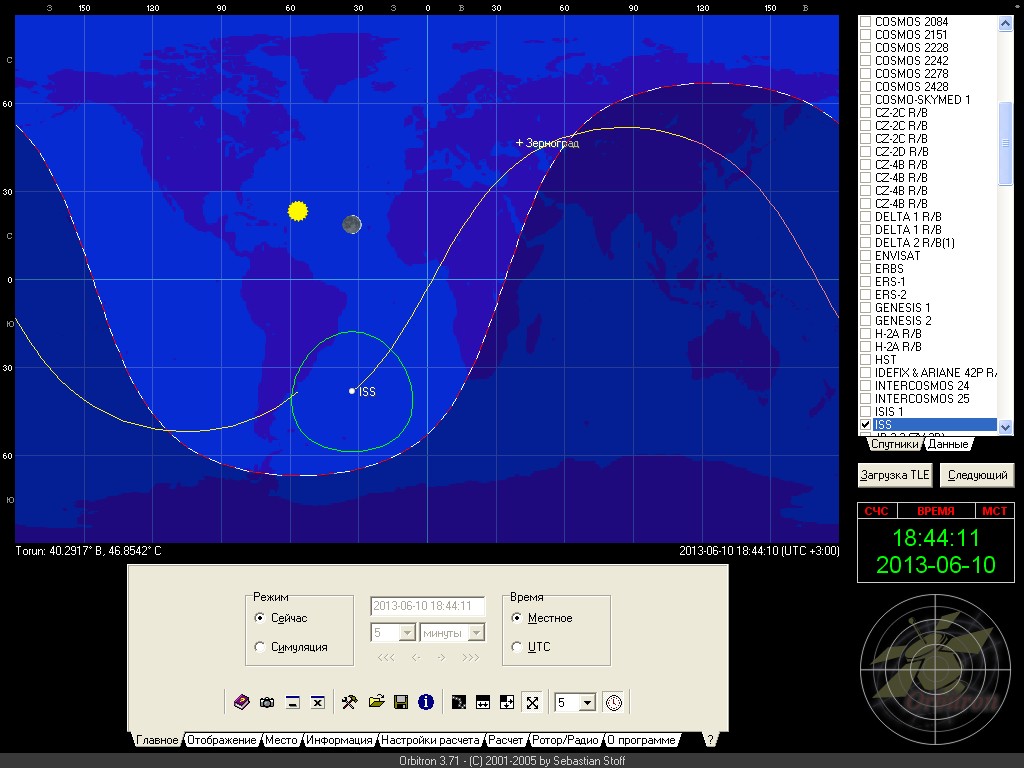 З 150 120 90 60 30 З 0 В 30 60 90 120 150 В
С
60
30
С
0
Ю
30
60
Ю
+ Зерноград
ISS
Torun: 40.2917° В, 46.8542° С
2013-06-10 18:44:10 (UTC +3:00)
COSMOS 2084
COSMOS 2151
COSMOS 2228
COSMOS 2242
COSMOS 2278
COSMOS 2428
COSMO-SKYMED 1
CZ-2C R/B
CZ-2C R/B
CZ-2C R/B
CZ-2D R/B
CZ-4B R/B
CZ-4B R/B
CZ-4B R/B
CZ-4B R/B
DELTA 1 R/B
DELTA 1 R/B
DELTA 2 R/B(1)
ENVISAT
ERBS
ERS-1
ERS-2
GENESIS 1
GENESIS 2
H-2A R/B
H-2A R/B
HST
IDEFIX & ARIANE 42P R/
INTERCOSMOS 24
INTERCOSMOS 25
ISIS 1
ISS
Спутники Данные
Загрузка TLE Следующий
СЧС ВРЕМЯ МСТ
18:44:11
2013-06-10
Режим
Сейчас
Симуляция
2013-06-10 18:44:11
5 минуты
<<< <- -> >>>
Время
Местное
UTC
5
Главное Отображение Место Информация Настройки расчета Расчет Ротор/Радио О программе ?
Orbitron 3.71 - (C) 2001-2005 by Sebastian Stoff